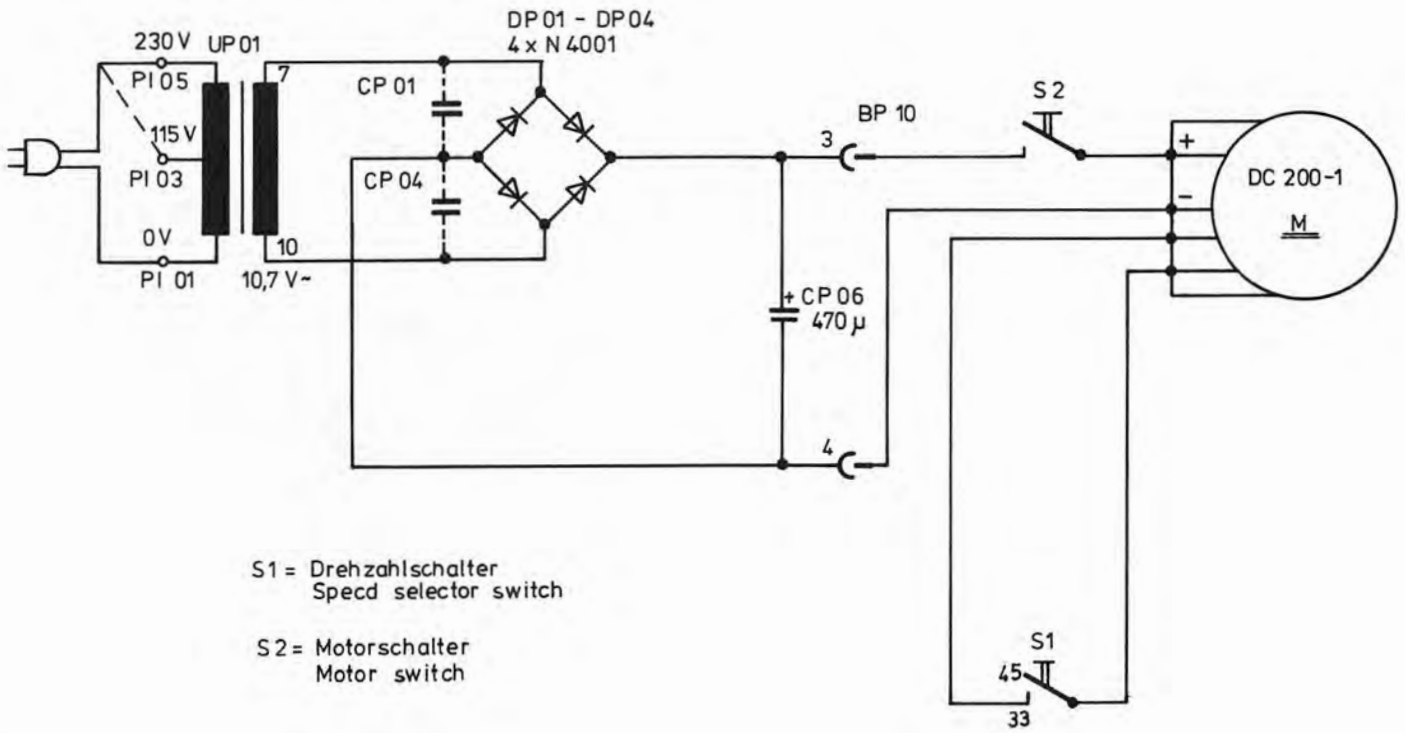 DP 01 - DP 04
4 x N 4001
230 V
UP 01
PI 05
7
CP 01
115 V
PI 03
CP 04
0V
10
PI 01
10,7 V~
3
BP 10
S 2
+
DC 200-1
-
M
+ CP 06
470 µ
4
S1 = Drehzahlschalter
Specd selector switch
S 2 = Motorschalter
Motor switch
S1
45
33